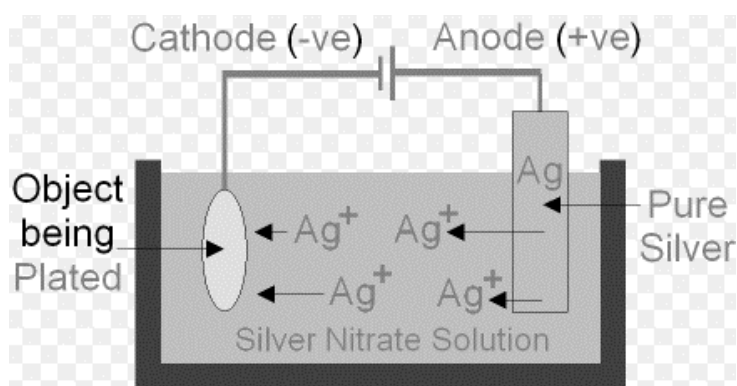 Cathode (-ve) Anode (+ve)
Object
being
Plated
Ag
Pure
Silver
Ag+
Ag+
Ag+
Ag+
Silver Nitrate Solution